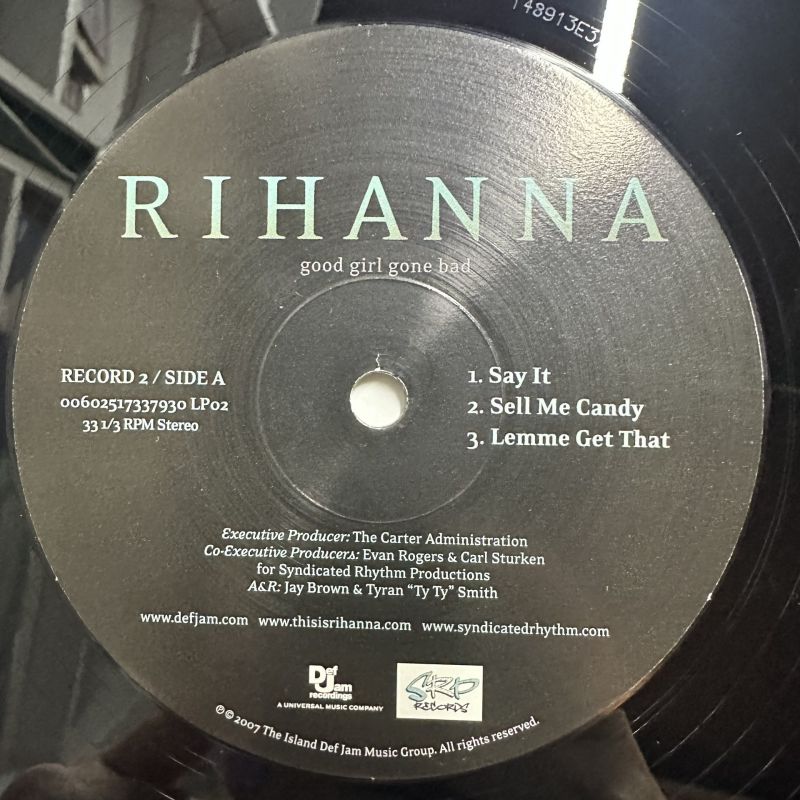 RIHANNA
good girl gone bad
RECORD 2 / SIDE A
00602517337930 LP02
33 1/3 RPM Stereo
1. Say It
2. Sell Me Candy
3. Lemme Get That
Executive Producer: The Carter Administration
Co-Executive Producers: Evan Rogers & Carl Sturken
for Syndicated Rhythm Productions
A&R: Jay Brown & Tyran “Ty Ty” Smith
www.defjam.com www.thisisrihanna.com www.syndicatedrhythm.com
Def
Jam
recordings
A UNIVERSAL MUSIC COMPANY
SRP
RECORDS
℗© 2007 The Island Def Jam Music Group. All rights reserved.